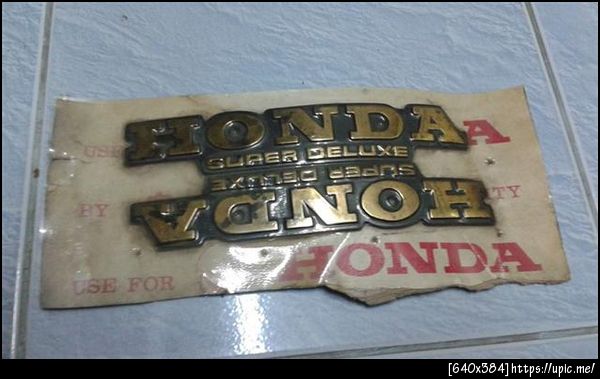 HONDA
SUPER DELUXE
SUPER DELUXE
HONDA
A
USE
BY
TY
USE FOR HONDA
[640x384]https://upic.me/